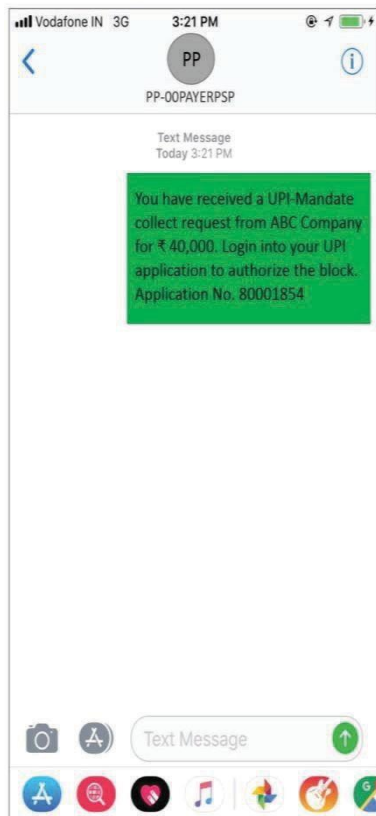 Vodafone IN 3G 3:21 PM
PP
PP-00PAYERPSP
Text Message
Today 3:21 PM
You have received a UPI-Mandate
collect request from ABC Company
for ₹ 40,000. Login into your UPI
application to authorize the block.
Application No. 80001854
Text Message